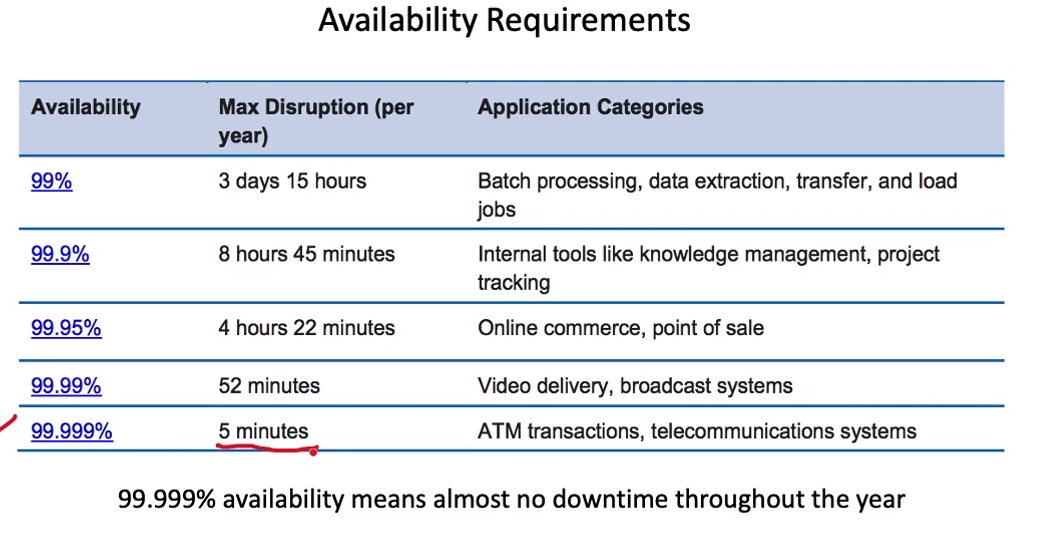 Availability Requirements
Availability Max Disruption (per year) Application Categories
99% 3 days 15 hours Batch processing, data extraction, transfer, and load jobs
99.9% 8 hours 45 minutes Internal tools like knowledge management, project tracking
99.95% 4 hours 22 minutes Online commerce, point of sale
99.99% 52 minutes Video delivery, broadcast systems
99.999% 5 minutes ATM transactions, telecommunications systems
99.999% availability means almost no downtime throughout the year